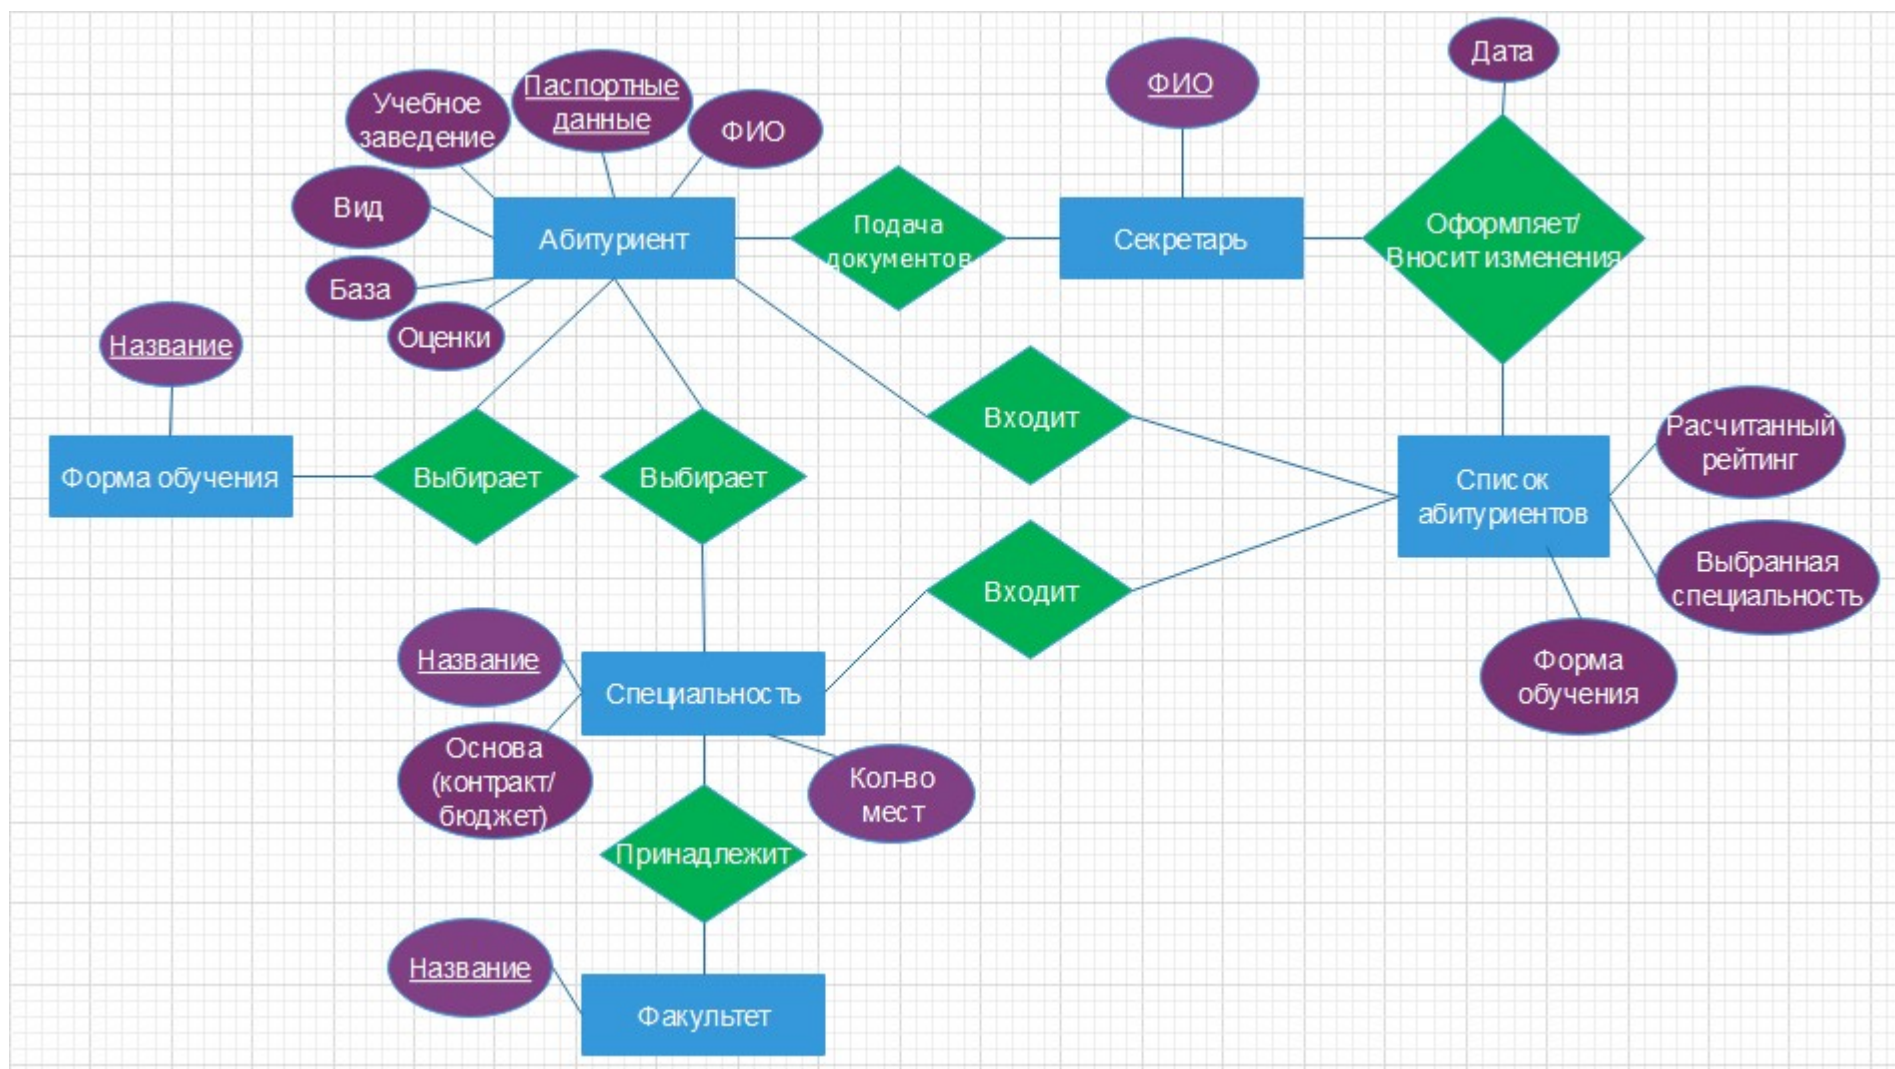 Дата
ФИО
Паспортные
данные
Учебное
заведение
ФИО
Вид
Абитуриент
Подача
документов
Секретарь
Оформляет/
Вносит изменения
База
Оценки
Название
Входит
Форма обучения
Выбирает
Выбирает
Список
абитуриентов
Расчитанный
рейтинг
Выбранная
специальность
Входит
Форма
обучения
Название
Специальность
Основа
(контракт/
бюджет)
Кол-во
мест
Принадлежит
Название
Факультет